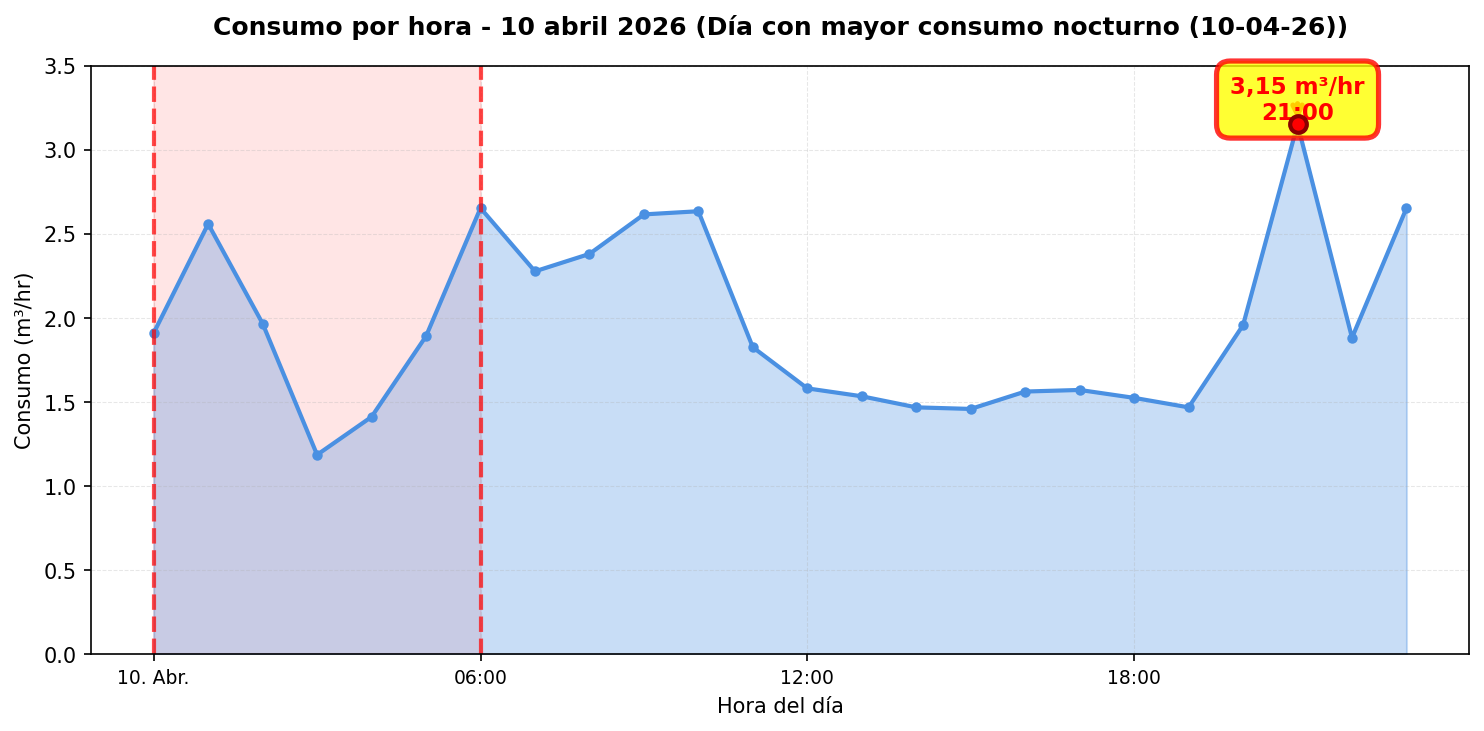 Consumo por hora - 10 abril 2026 (Día con mayor consumo nocturno (10-04-26))
3,15 m³/hr
21:00
Consumo (m³/hr)
3.5
3.0
2.5
2.0
1.5
1.0
0.5
0.0
10. Abr.
06:00
12:00
18:00
Hora del día